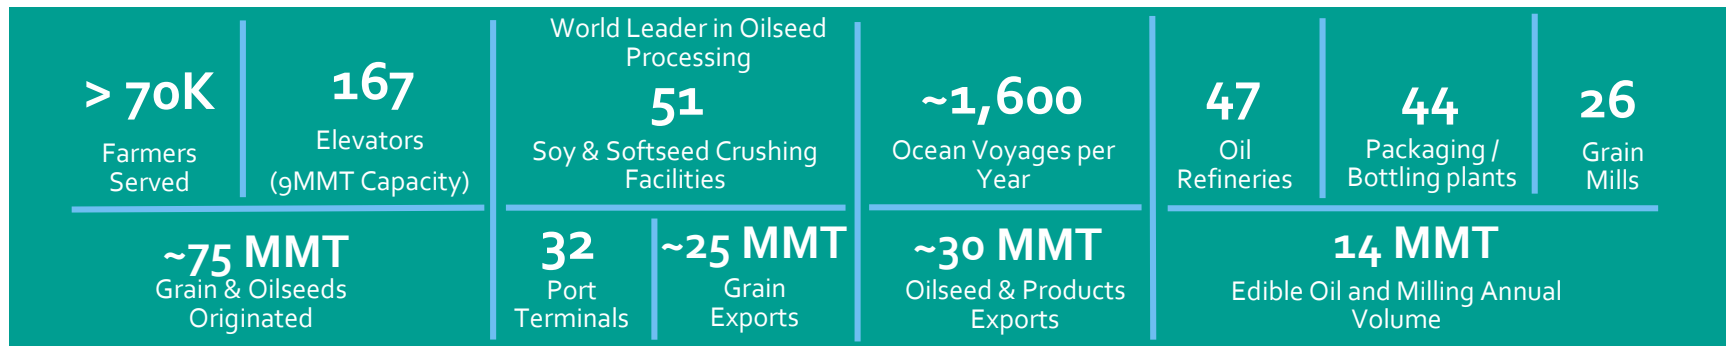 > 70K
Farmers
Served
167
Elevators
(9MMT Capacity)
~75 MMT
Grain & Oilseeds
Originated
World Leader in Oilseed
Processing
51
Soy & Softseed Crushing
Facilities
32
Port
Terminals
~25 MMT
Grain
Exports
~1,600
Ocean Voyages per
Year
~30 MMT
Oilseed & Products
Exports
47
Oil
Refineries
44
Packaging /
Bottling plants
26
Grain
Mills
14 MMT
Edible Oil and Milling Annual
Volume